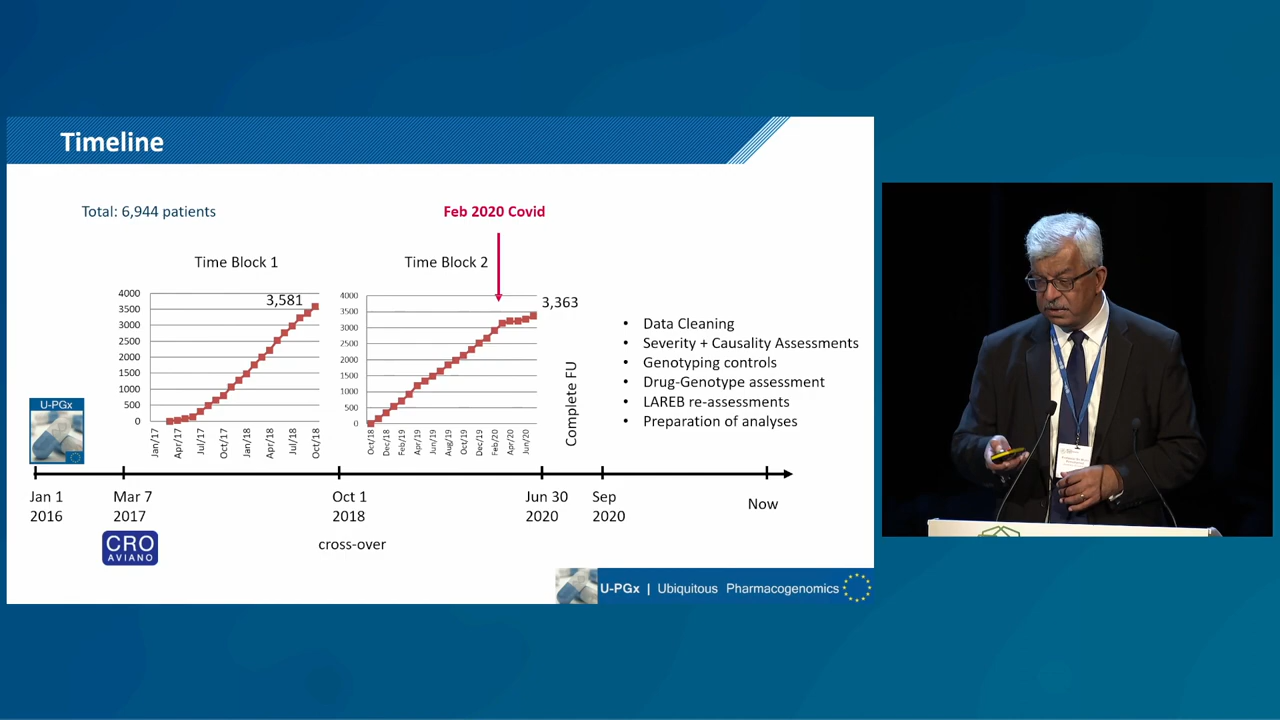 Timeline
Total: 6,944 patients
Feb 2020 Covid
Time Block 1
Time Block 2
4000
3500
3000
2500
2000
1500
1000
500
0
3,581
Jan/17
Apr/17
Jul/17
Oct/17
Jan/18
Apr/18
Jul/18
Oct/18
4000
3500
3000
2500
2000
1500
1000
500
0
3,363
Oct/18
Dec/18
Feb/19
Apr/19
Jun/19
Aug/19
Oct/19
Dec/19
Feb/20
Apr/20
Jun/20
Complete FU
• Data Cleaning
• Severity + Causality Assessments
• Genotyping controls
• Drug-Genotype assessment
• LAREB re-assessments
• Preparation of analyses
U-PGx
Jan 1
2016
Mar 7
2017
Oct 1
2018
Jun 30
2020
Sep
2020
Now
CRO
AVIANO
cross-over
U-PGx | Ubiquitous Pharmacogenomics